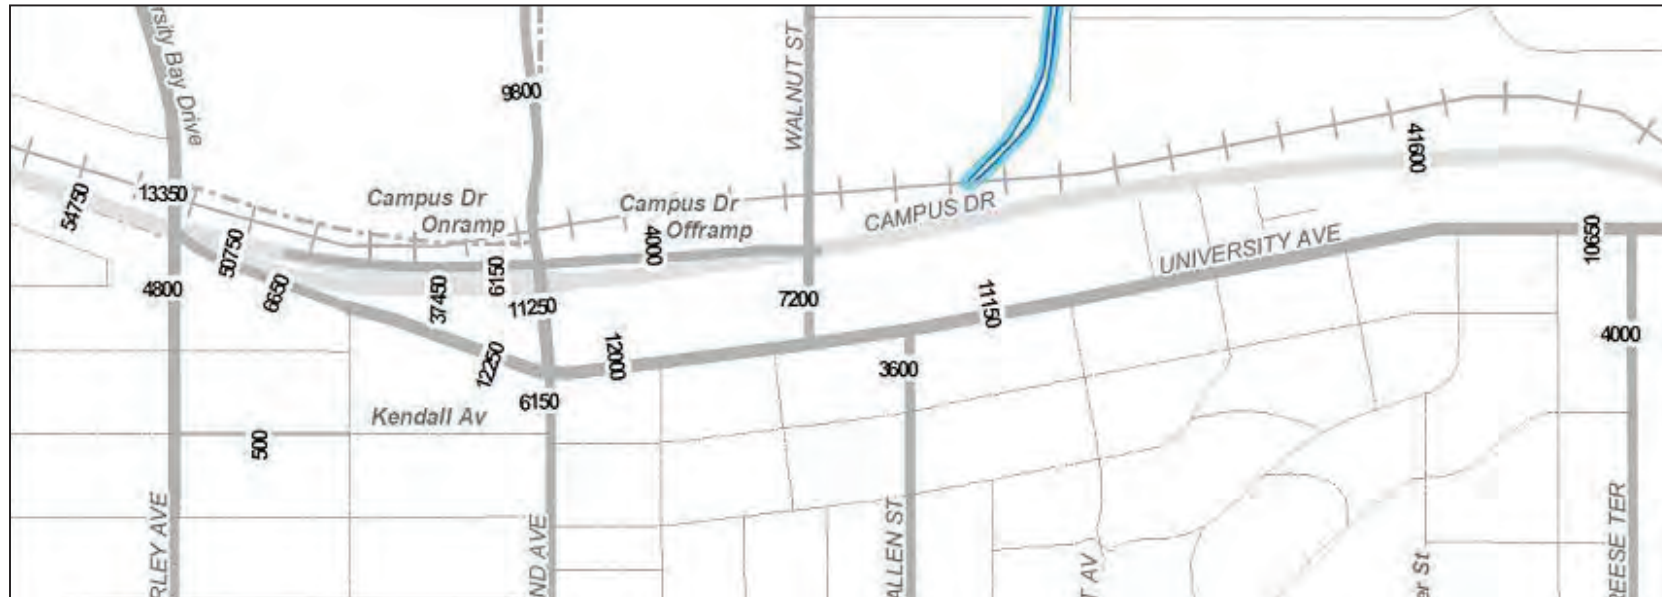 rsity Bay Drive
9800
WALNUT ST
41600
54750
13350
Campus Dr
Onramp
Campus Dr
Offramp
CAMPUS DR
50750
4000
UNIVERSITY AVE
10650
4800
6650
37450
6150
11250
7200
11150
12250
12000
3600
4000
6150
Kendall Av
500
RLEY AVE
ND AVE
ALLEN ST
T AV
er St
REESE TER